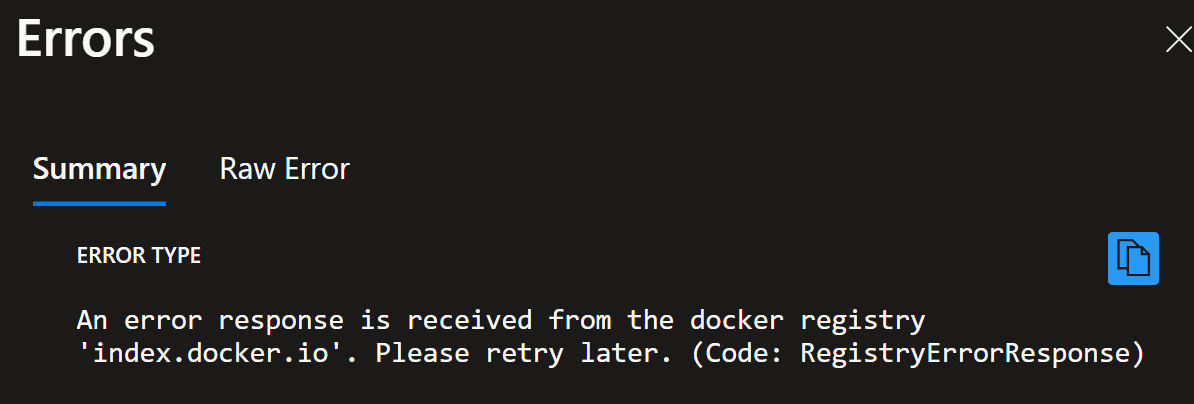 Errors
Summary Raw Error
ERROR TYPE
An error response is received from the docker registry
'index.docker.io'. Please retry later. (Code: RegistryErrorResponse)